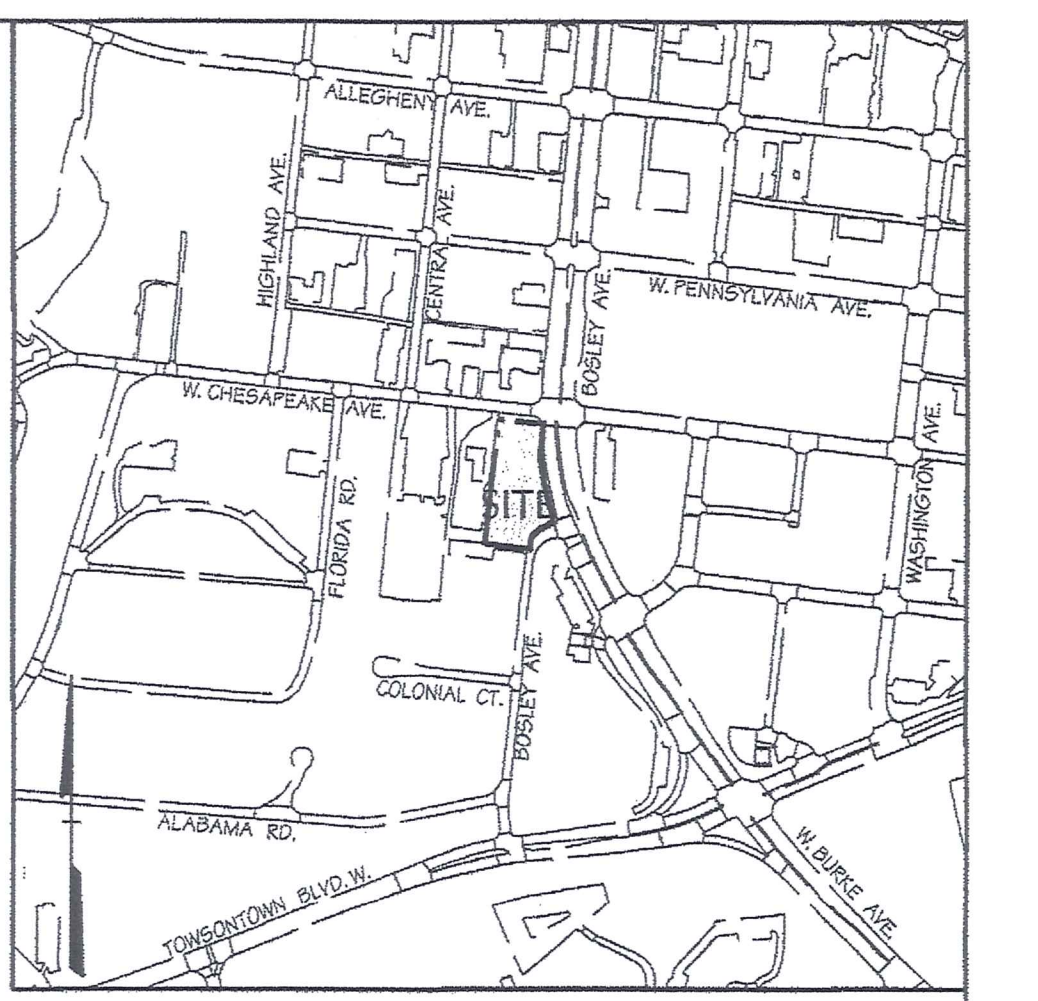 ALLEGHENY AVE.
HIGHLAND AVE.
CENTRAL AVE.
BOSLEY AVE.
W. PENNSYLVANIA AVE.
W. CHESAPEAKE AVE.
WASHINGTON AVE.
SITE
FLORIDA RD.
COLONIAL CT.
BOSLEY AVE.
ALABAMA RD.
W. BURKE AVE.
TOWSONTOWN BLVD. W.